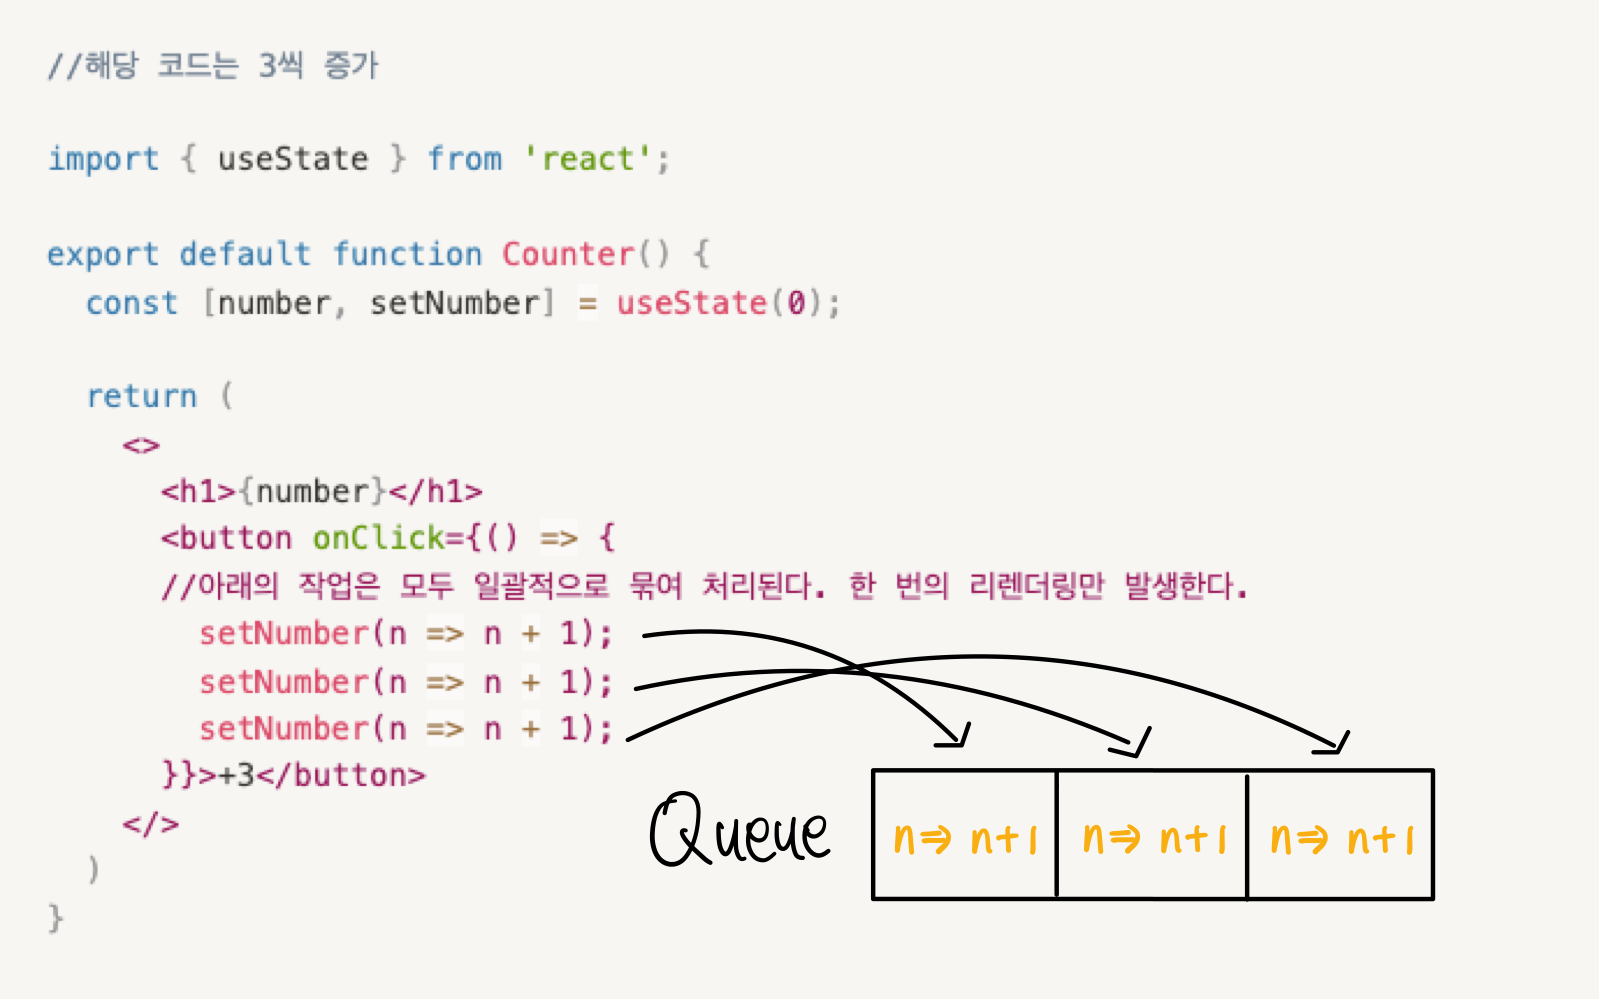 //해당 코드는 3씩 증가
import { useState } from 'react';
export default function Counter() {
const [number, setNumber] = useState(0);
return (
<>
<h1>{number}</h1>
<button onClick={() => {
//아래의 작업은 모두 일괄적으로 묶여 처리된다. 한 번의 리렌더링만 발생한다.
setNumber(n => n + 1);
setNumber(n => n + 1);
setNumber(n => n + 1);
}}>+3</button>
</>
)
}
Queue
n⇒ n+1
n⇒ n+1
n⇒ n+1